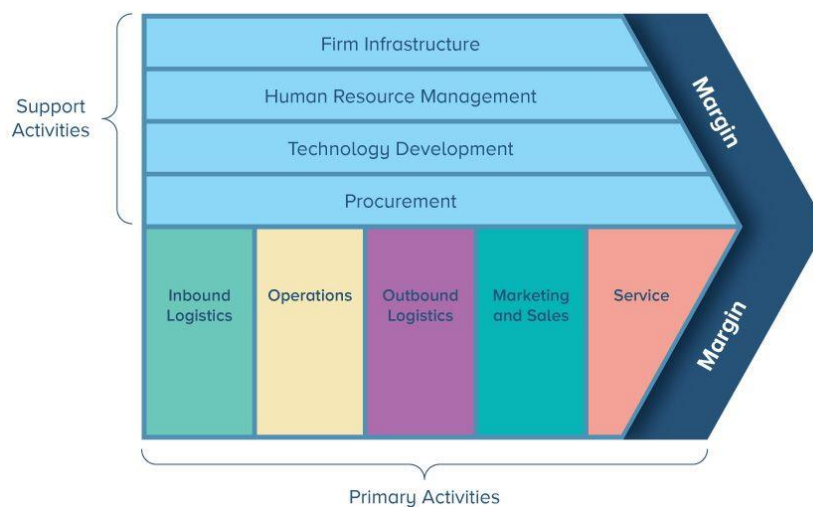 Support
Activities
Firm Infrastructure
Human Resource Management
Technology Development
Procurement
Margin
Inbound
Logistics
Operations
Outbound
Logistics
Marketing
and Sales
Service
Margin
Primary Activities